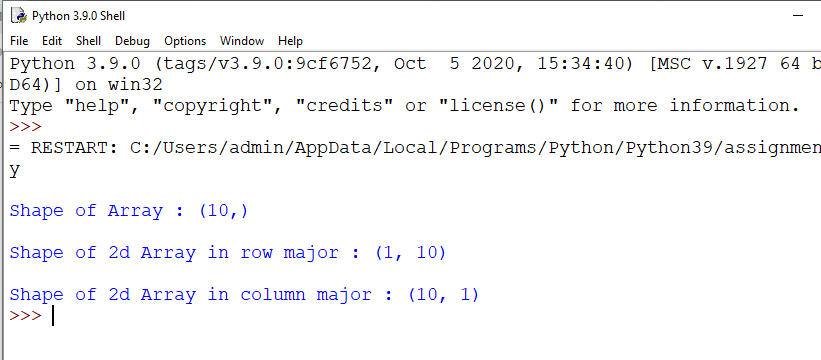 Python 3.9.0 Shell
File Edit Shell Debug Options Window Help
Python 3.9.0 (tags/v3.9.0:9cf6752, Oct  5 2020, 15:34:40) [MSC v.1927 64 b
D64)] on win32
Type "help", "copyright", "credits" or "license()" for more information.
>>>
= RESTART: C:/Users/admin/AppData/Local/Programs/Python/Python39/assignmen
y
Shape of Array : (10,)
Shape of 2d Array in row major : (1, 10)
Shape of 2d Array in column major : (10, 1)
>>>